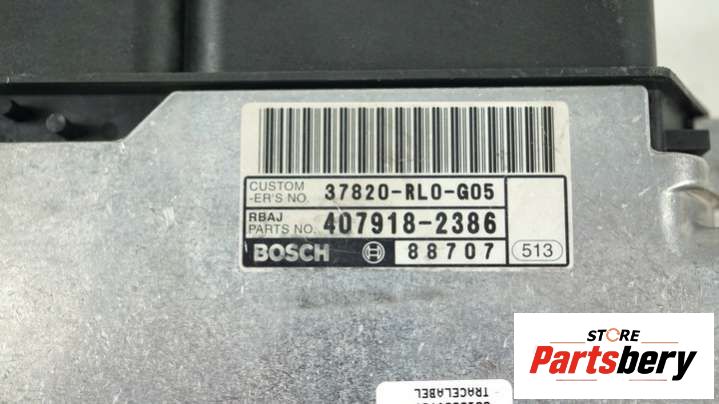 CUSTOM
-ER'S NO. 37820-RL0-G05
RBAJ
PARTS NO. 407918-2386
BOSCH 88707 513
STORE
Partsbery
TRACELABEL